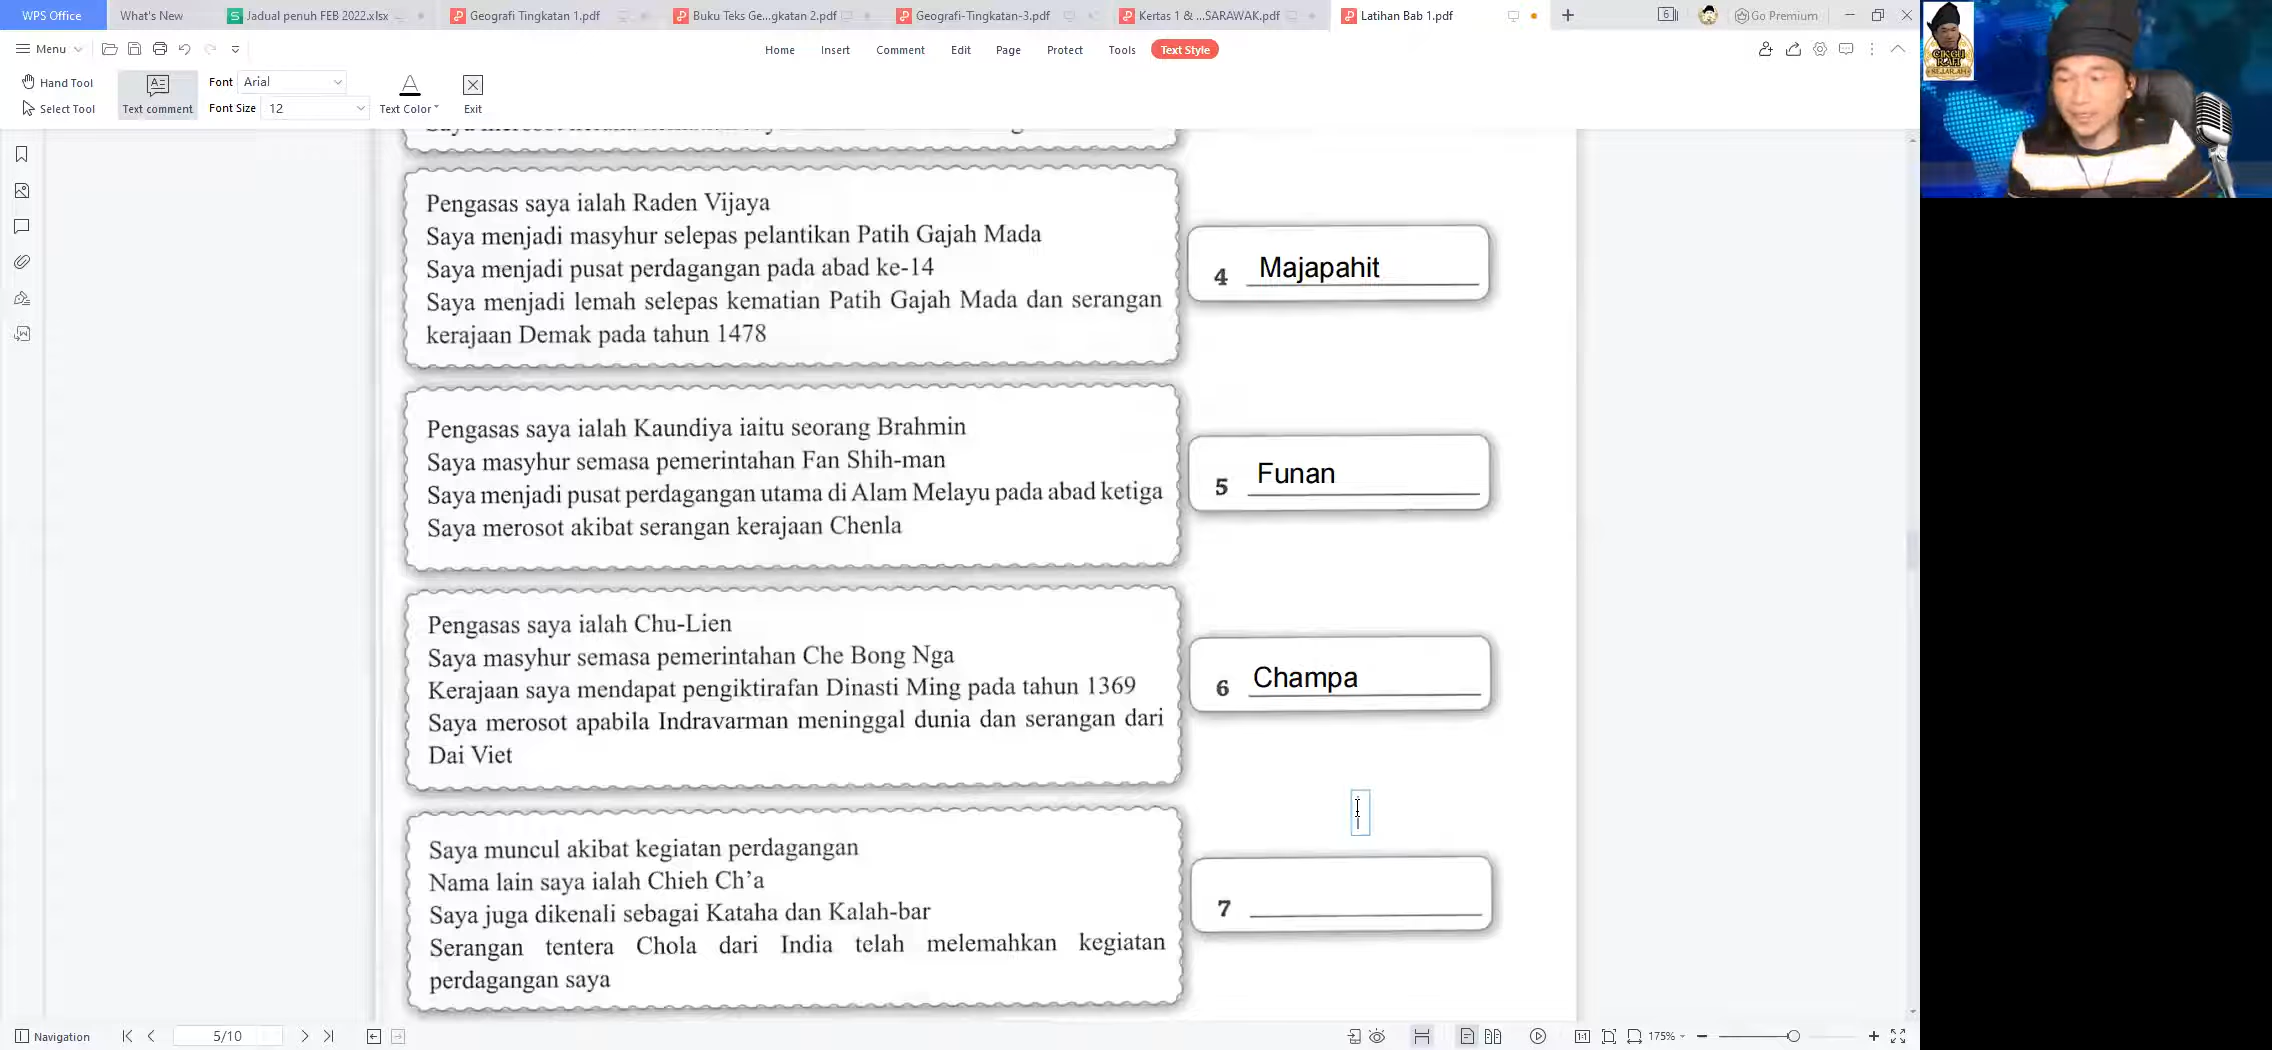 WPS Office
What's New
Jadual penuh FEB 2022.xlsx
Geografi Tingkatan 1.pdf
Buku Teks Ge...gkatan 2.pdf
Geografi-Tingkatan-3.pdf
Kertas 1 & ...SARAWAK.pdf
Latihan Bab 1.pdf
6
Go Premium
Menu
Home
Insert
Comment
Edit
Page
Protect
Tools
Text Style
Hand Tool
Select Tool
Text comment
Font Arial
Font Size 12
Text Color
Exit
CIKGU
RAFI
SEJARAH
Pengasas saya ialah Raden Vijaya
Saya menjadi masyhur selepas pelantikan Patih Gajah Mada
Saya menjadi pusat perdagangan pada abad ke-14
Saya menjadi lemah selepas kematian Patih Gajah Mada dan serangan
kerajaan Demak pada tahun 1478
4 Majapahit
Pengasas saya ialah Kaundiya iaitu seorang Brahmin
Saya masyhur semasa pemerintahan Fan Shih-man
Saya menjadi pusat perdagangan utama di Alam Melayu pada abad ketiga
Saya merosot akibat serangan kerajaan Chenla
5 Funan
Pengasas saya ialah Chu-Lien
Saya masyhur semasa pemerintahan Che Bong Nga
Kerajaan saya mendapat pengiktirafan Dinasti Ming pada tahun 1369
Saya merosot apabila Indravarman meninggal dunia dan serangan dari
Dai Viet
6 Champa
Saya muncul akibat kegiatan perdagangan
Nama lain saya ialah Chieh Ch'a
Saya juga dikenali sebagai Kataha dan Kalah-bar
Serangan tentera Chola dari India telah melemahkan kegiatan
perdagangan saya
7
Navigation
5/10
175%